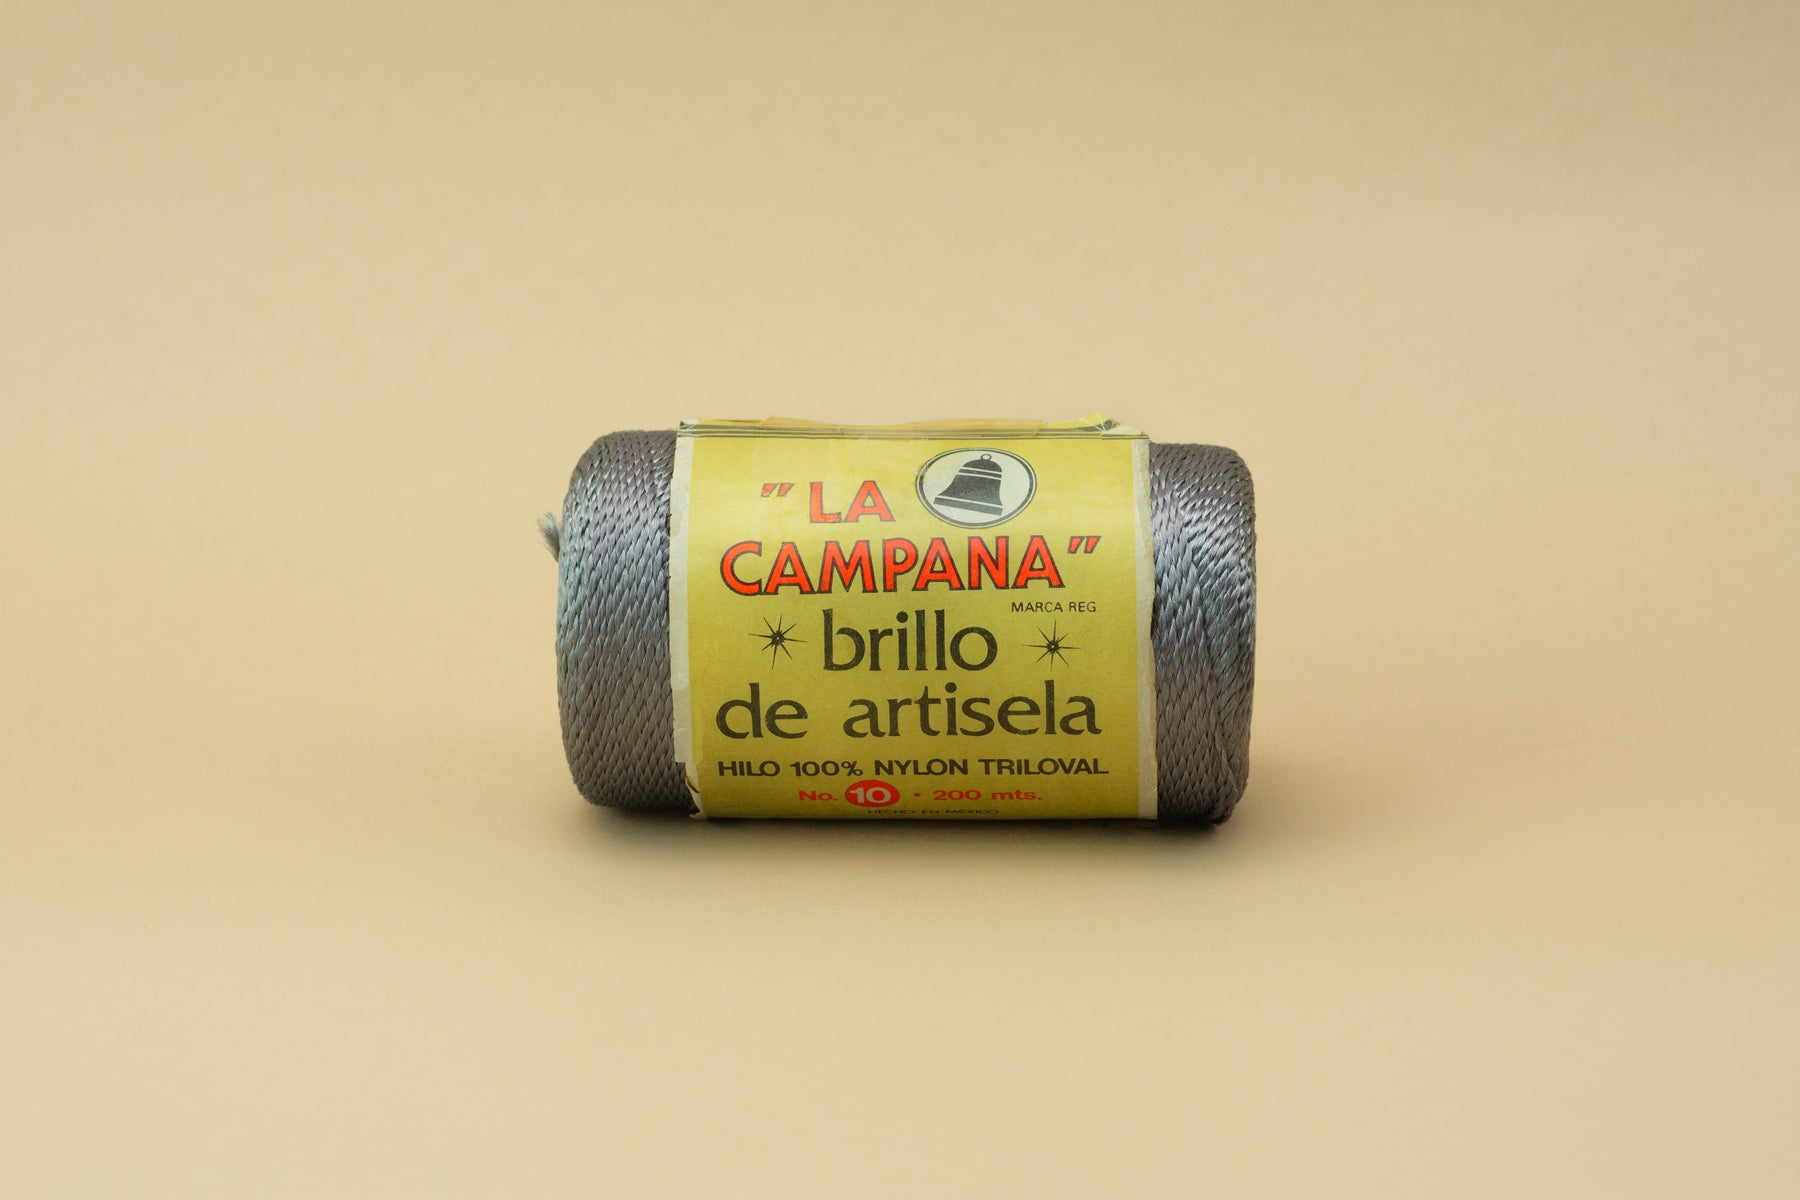 "LA
CAMPANA"
MARCA REG
brillo
de artisela
HILO 100% NYLON TRILOVAL
No. 10 • 200 mts.
HECHO EN MEXICO